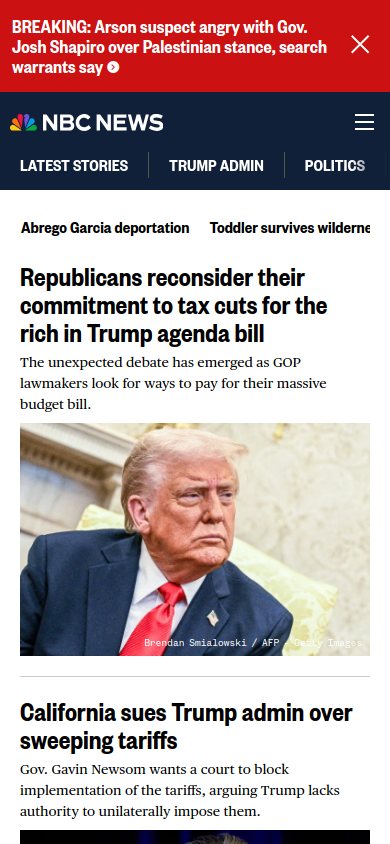 BREAKING: Arson suspect angry with Gov.
Josh Shapiro over Palestinian stance, search
warrants say
NBC NEWS
LATEST STORIES
TRUMP ADMIN
POLITICS
Abrego Garcia deportation
Toddler survives wilderne
Republicans reconsider their
commitment to tax cuts for the
rich in Trump agenda bill
The unexpected debate has emerged as GOP
lawmakers look for ways to pay for their massive
budget bill.
Brendan Smialowski / AFP - Getty Images
California sues Trump admin over
sweeping tariffs
Gov. Gavin Newsom wants a court to block
implementation of the tariffs, arguing Trump lacks
authority to unilaterally impose them.